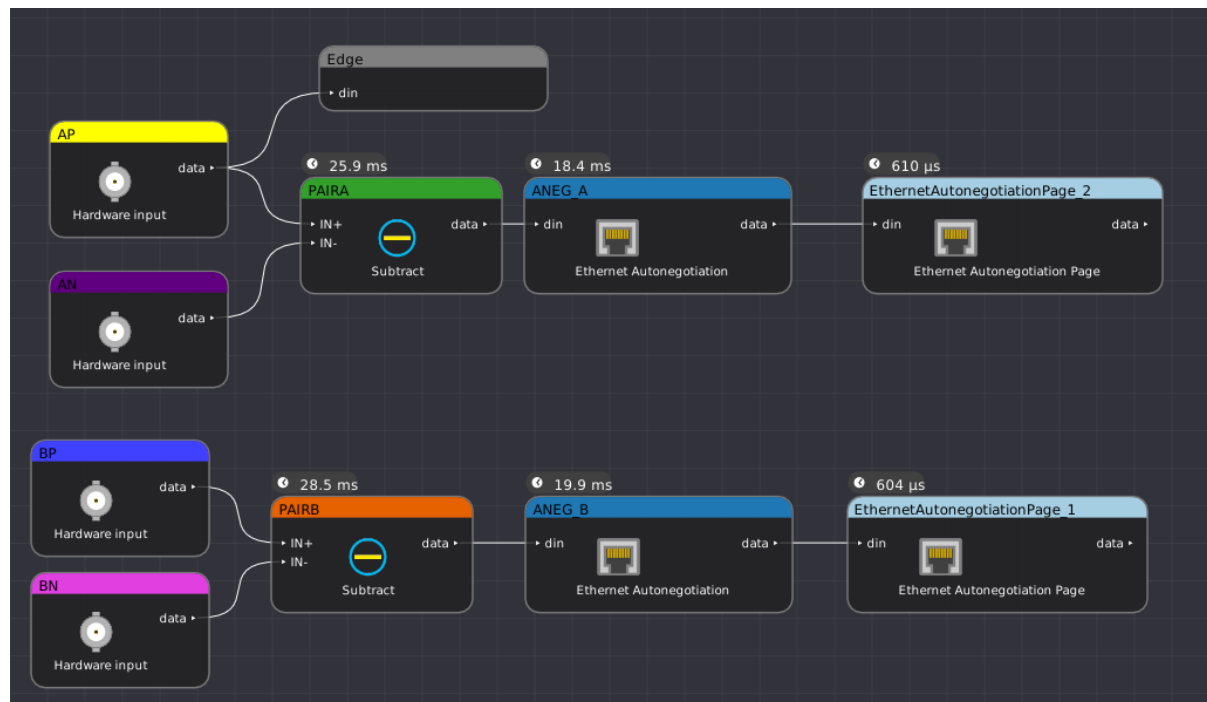 Edge
din
AP
data
Hardware input
25.9 ms
PAIRA
IN+
IN-
data
Subtract
18.4 ms
ANEG_A
din
data
Ethernet Autonegotiation
610 µs
EthernetAutonegotiationPage_2
din
data
Ethernet Autonegotiation Page
AN
data
Hardware input
BP
data
Hardware input
28.5 ms
PAIRB
IN+
IN-
data
Subtract
19.9 ms
ANEG_B
din
data
Ethernet Autonegotiation
604 µs
EthernetAutonegotiationPage_1
din
data
Ethernet Autonegotiation Page
BN
data
Hardware input